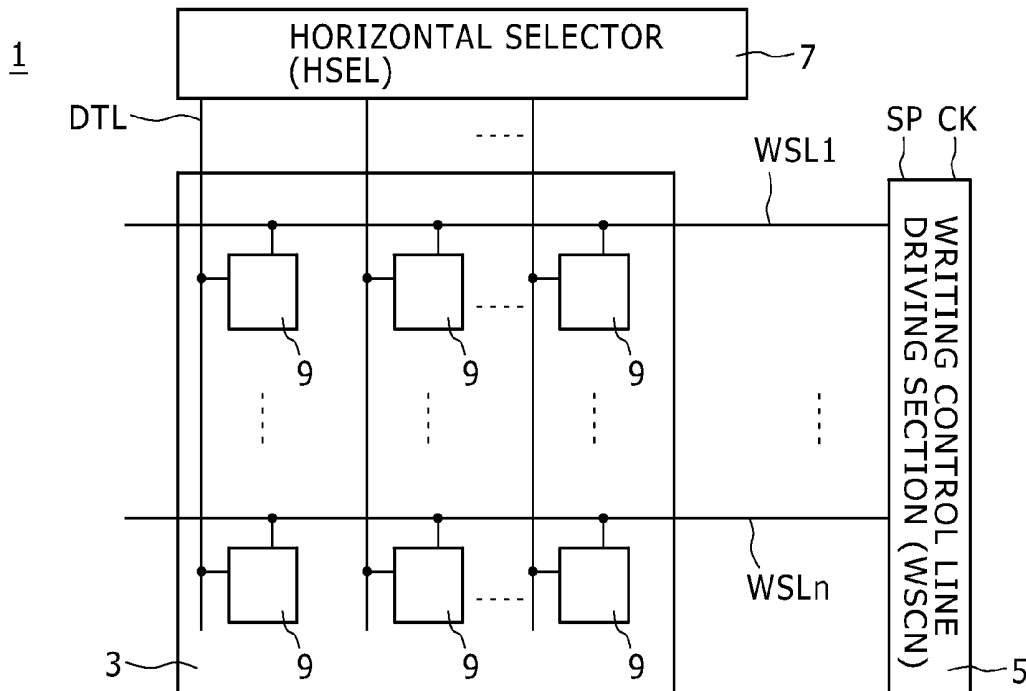 1
HORIZONTAL SELECTOR
(HSEL)
7
DTL
SP CK
WSL1
9
9
9
WRITING CONTROL LINE
DRIVING SECTION (WSCN)
WSLn
3
9
9
9
5